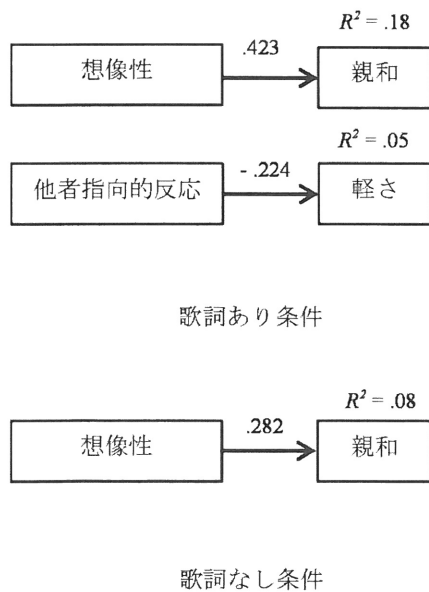 R² = .18
想像性
.423
親和
R² = .05
他者指向的反応
- .224
軽さ
歌詞あり条件
R² = .08
想像性
.282
親和
歌詞なし条件